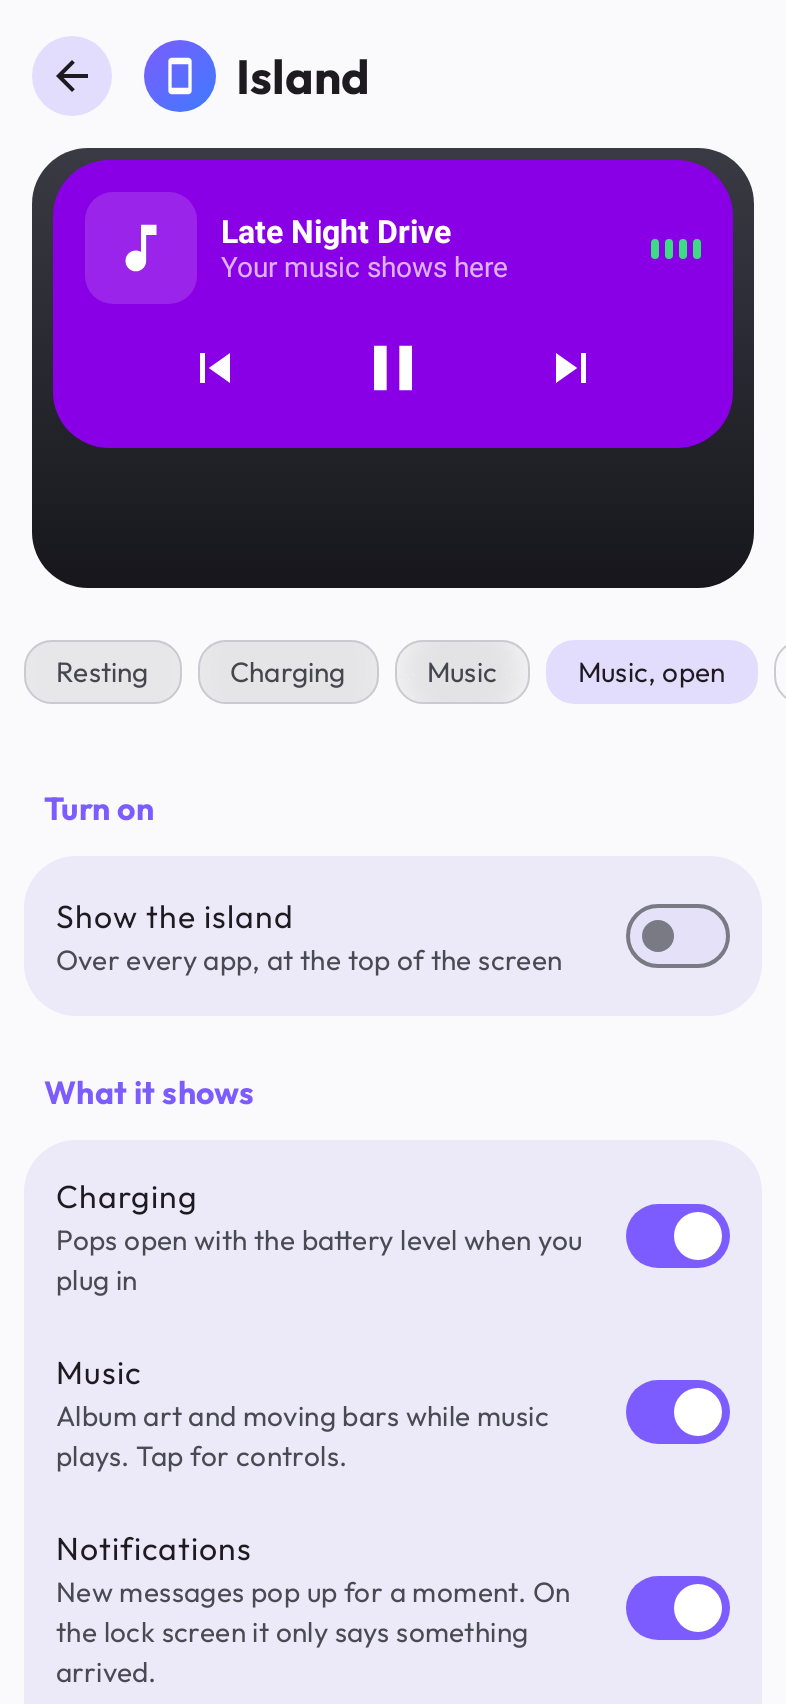 Island
Late Night Drive
Your music shows here
Resting
Charging
Music
Music, open
Turn on
Show the island
Over every app, at the top of the screen
What it shows
Charging
Pops open with the battery level when you
plug in
Music
Album art and moving bars while music
plays. Tap for controls.
Notifications
New messages pop up for a moment. On
the lock screen it only says something
arrived.